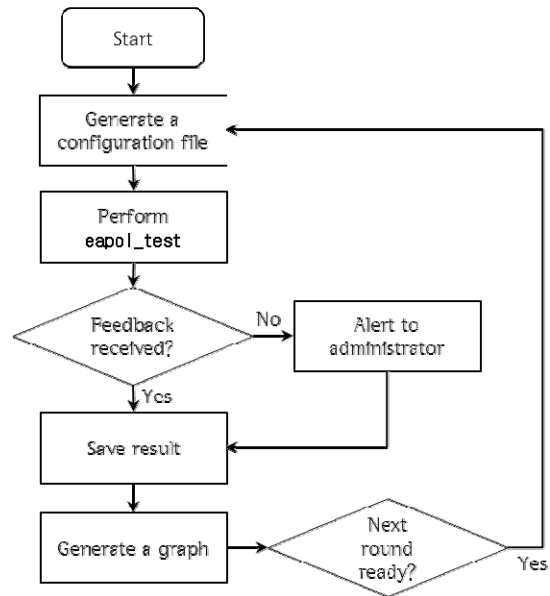 Start
Generate a
configuration file
Perform
eapol_test
Feedback
received?
No
Alert to
administrator
Yes
Save result
Generate a graph
Next
round
ready?
Yes